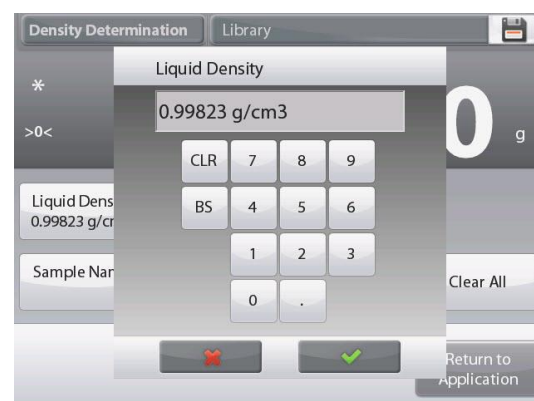 Density Determination
Library
Liquid Density
*
0.99823 g/cm3
>0<
0
g
CLR 7 8 9
Liquid Dens
0.99823 g/cr
BS 4 5 6
1 2 3
Sample Nar
Clear All
0 .
Return to
Application